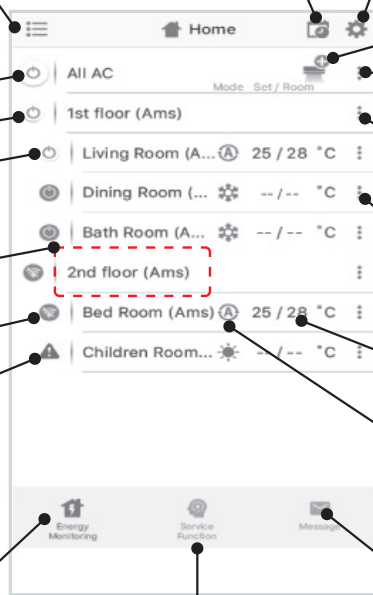 Home
All AC
Mode Set / Room
1st floor (Ams)
Living Room (A... A 25 / 28 °C
Dining Room (... -- / -- °C
Bath Room (A... -- / -- °C
2nd floor (Ams)
Bed Room (Ams) A 25 / 28 °C
Children Room... -- / -- °C
Energy Monitoring
Service Function
Message